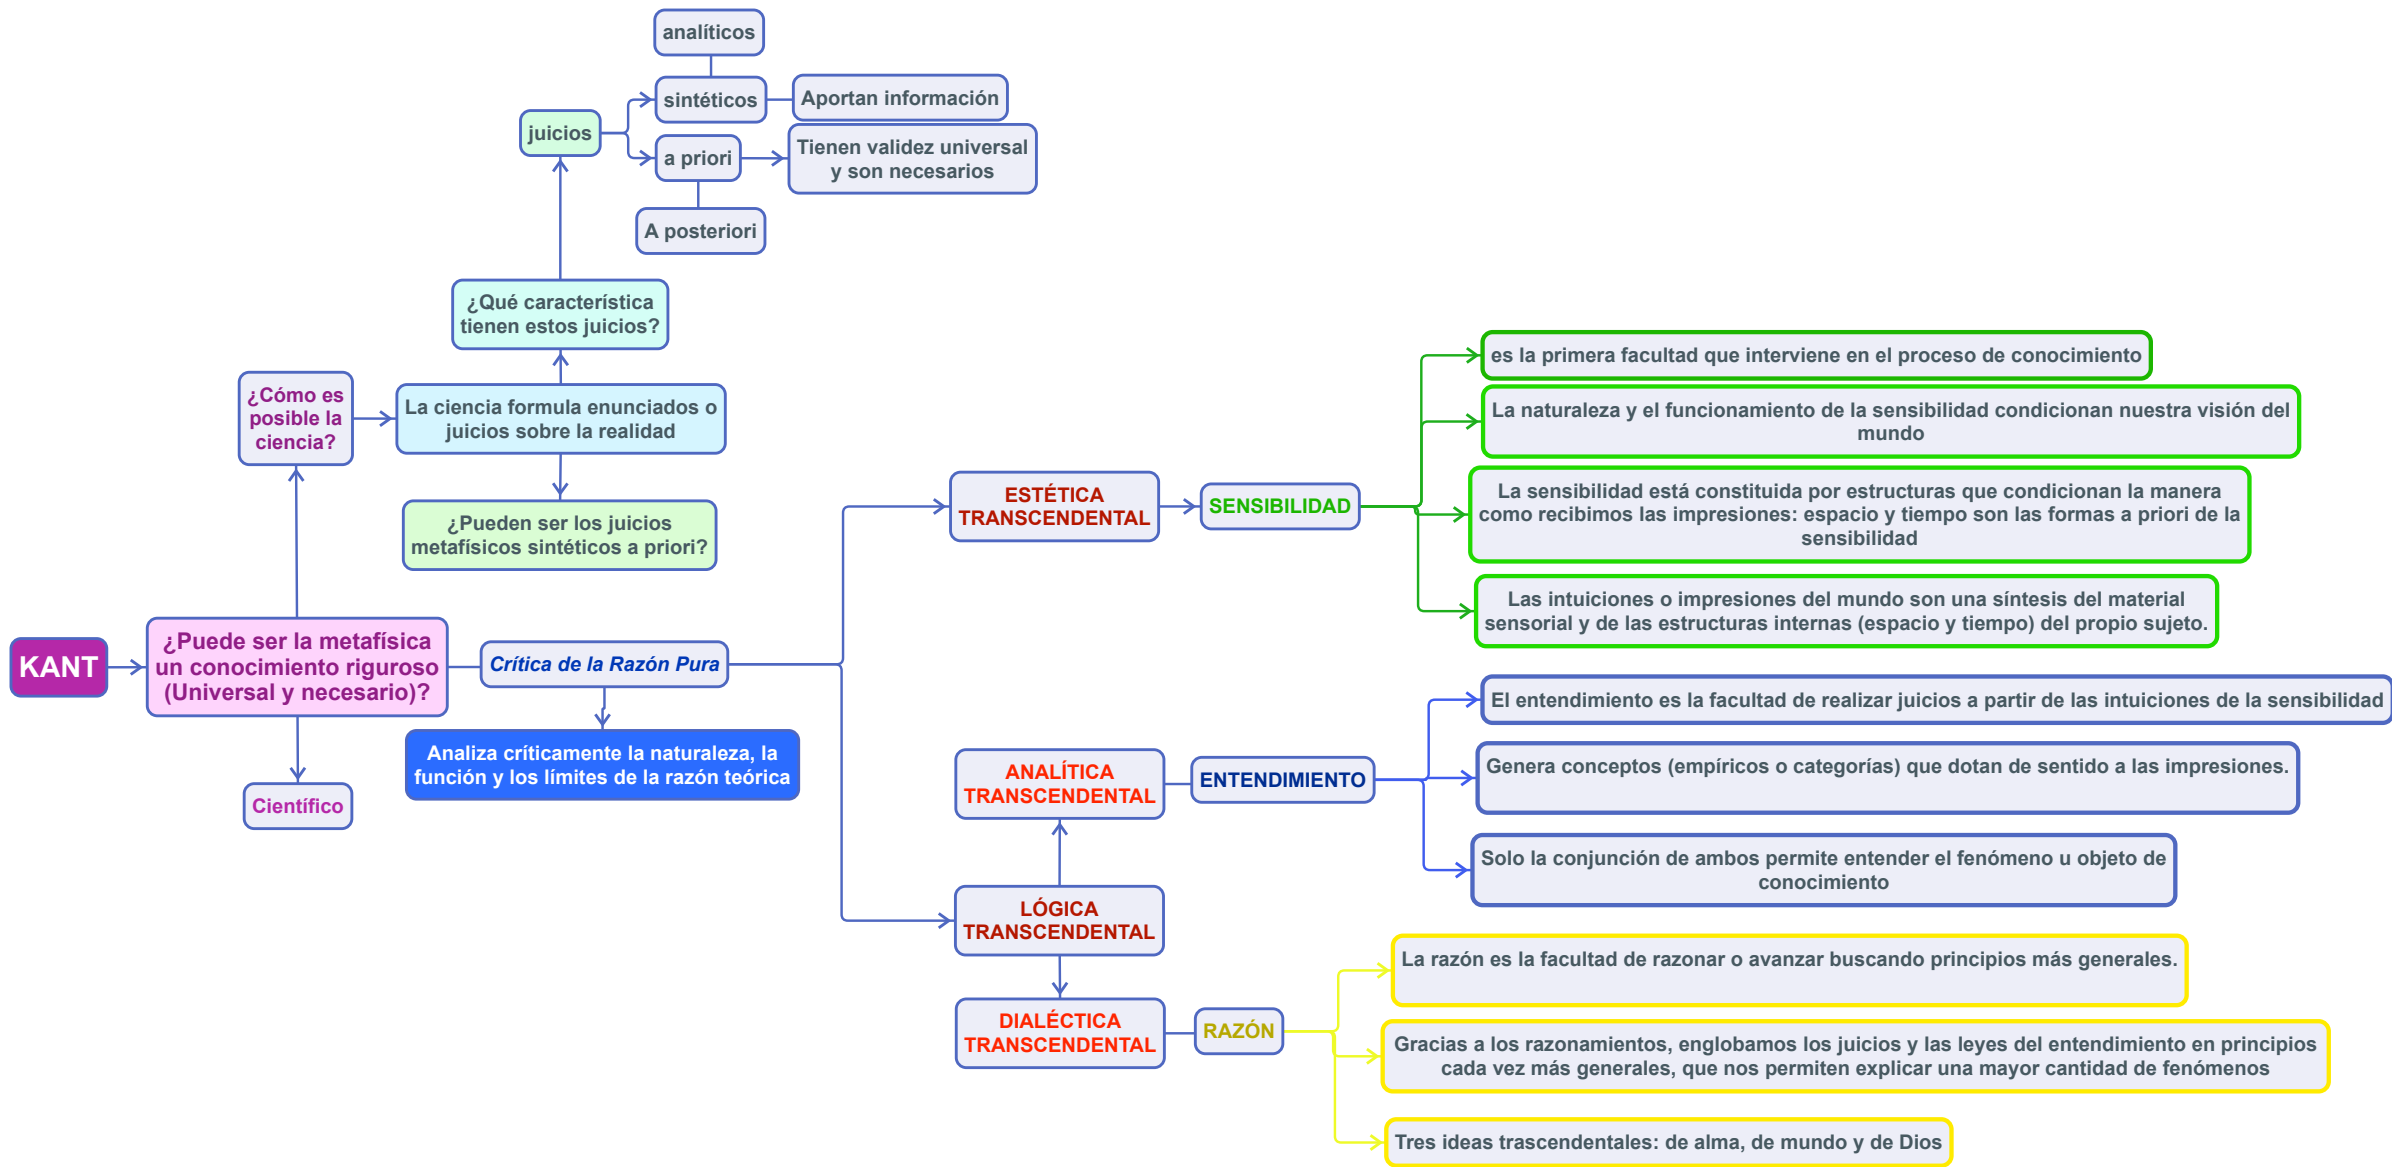 analíticos
sintéticos
Aportan información
juicios
a priori
Tienen validez universal
y son necesarios
A posteriori
¿Qué característica
tienen estos juicios?
¿Cómo es
posible la
ciencia?
La ciencia formula enunciados o
juicios sobre la realidad
¿Pueden ser los juicios
metafísicos sintéticos a priori?
KANT
¿Puede ser la metafísica
un conocimiento riguroso
(Universal y necesario)?
Científico
Crítica de la Razón Pura
Analiza críticamente la naturaleza, la
función y los límites de la razón teórica
ESTÉTICA
TRANSCENDENTAL
SENSIBILIDAD
es la primera facultad que interviene en el proceso de conocimiento
La naturaleza y el funcionamiento de la sensibilidad condicionan nuestra visión del
mundo
La sensibilidad está constituida por estructuras que condicionan la manera
como recibimos las impresiones: espacio y tiempo son las formas a priori de la
sensibilidad
Las intuiciones o impresiones del mundo son una síntesis del material
sensorial y de las estructuras internas (espacio y tiempo) del propio sujeto.
ANALÍTICA
TRANSCENDENTAL
ENTENDIMIENTO
El entendimiento es la facultad de realizar juicios a partir de las intuiciones de la sensibilidad
Genera conceptos (empíricos o categorías) que dotan de sentido a las impresiones.
Solo la conjunción de ambos permite entender el fenómeno u objeto de
conocimiento
LÓGICA
TRANSCENDENTAL
DIALÉCTICA
TRANSCENDENTAL
RAZÓN
La razón es la facultad de razonar o avanzar buscando principios más generales.
Gracias a los razonamientos, englobamos los juicios y las leyes del entendimiento en principios
cada vez más generales, que nos permiten explicar una mayor cantidad de fenómenos
Tres ideas trascendentales: de alma, de mundo y de Dios